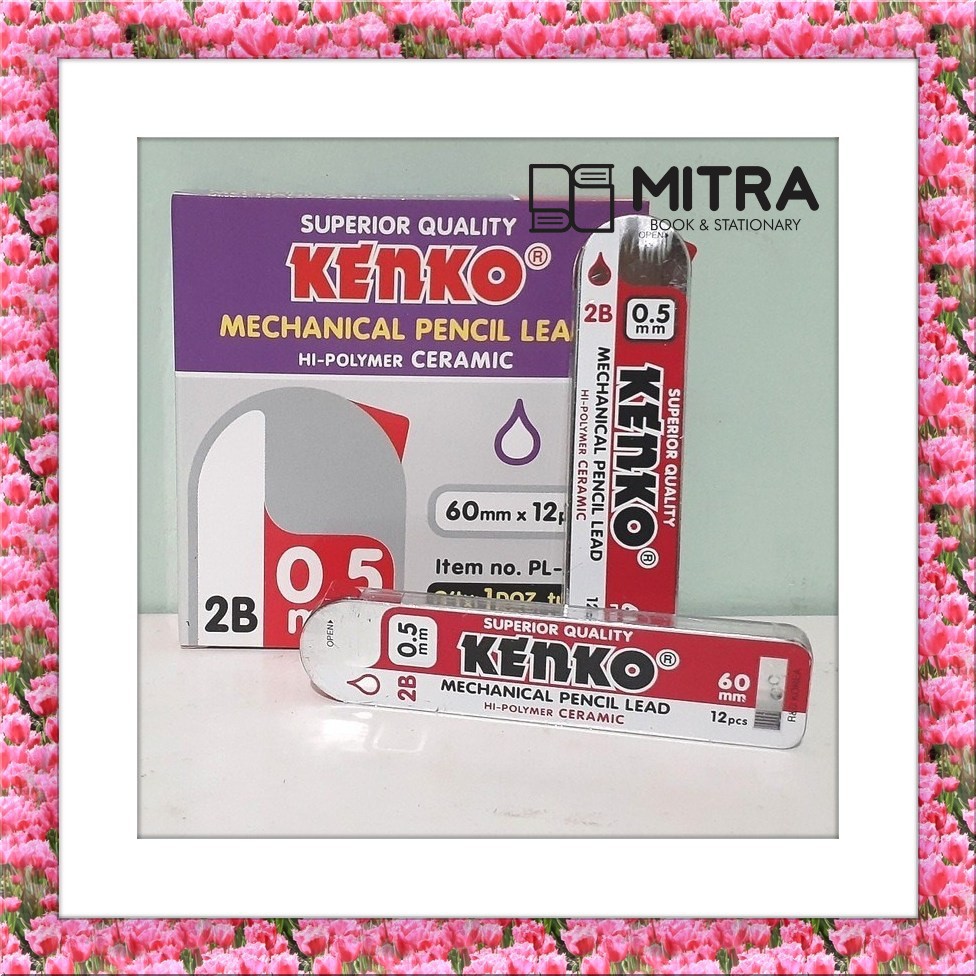 MITRA
BOOK & STATIONARY
SUPERIOR QUALITY
KENKO®
MECHANICAL PENCIL
HI-POLYMER CERAMIC
60mm x 12
Item no. PL-
2B
0.5
OPEN
2B
0.5
mm
SUPERIOR QUALITY
KENKO®
MECHANICAL PENCIL LEAD
HI-POLYMER CERAMIC
OPEN
2B
0.5
mm
SUPERIOR QUALITY
KENKO®
MECHANICAL PENCIL LEAD
HI-POLYMER CERAMIC
60
mm
12pcs